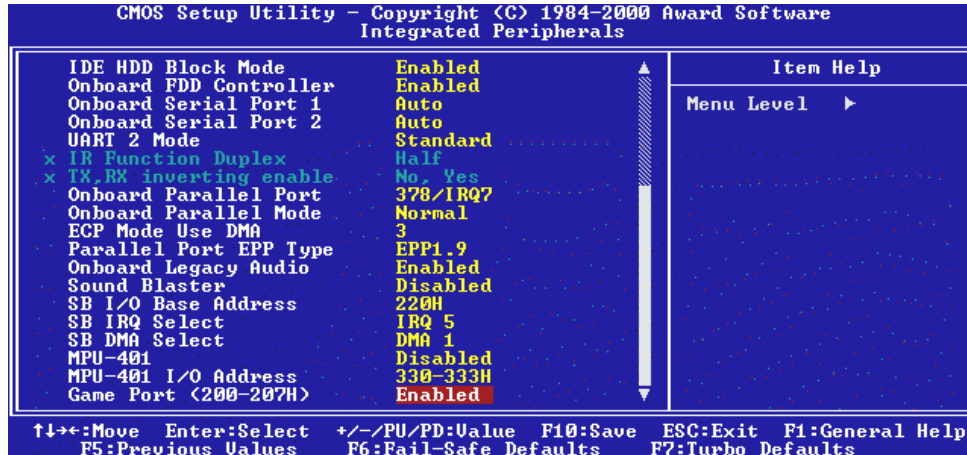 CMOS Setup Utility – Copyright (C) 1984-2000 Award Software
Integrated Peripherals
IDE HDD Block Mode Enabled
Onboard FDD Controller Enabled
Onboard Serial Port 1 Auto
Onboard Serial Port 2 Auto
UART 2 Mode Standard
x IR Function Duplex Half
x TX,RX inverting enable No, Yes
Onboard Parallel Port 378/IRQ7
Onboard Parallel Mode Normal
ECP Mode Use DMA 3
Parallel Port EPP Type EPP1.9
Onboard Legacy Audio Enabled
Sound Blaster Disabled
SB I/O Base Address 220H
SB IRQ Select IRQ 5
SB DMA Select DMA 1
MPU-401 Disabled
MPU-401 I/O Address 330-333H
Game Port (200-207H) Enabled
Item Help
Menu Level ▶
↑↓→←:Move Enter:Select +/-/PU/PD:Value F10:Save ESC:Exit F1:General Help
F5:Previous Values F6:Fail-Safe Defaults F7:Turbo Defaults